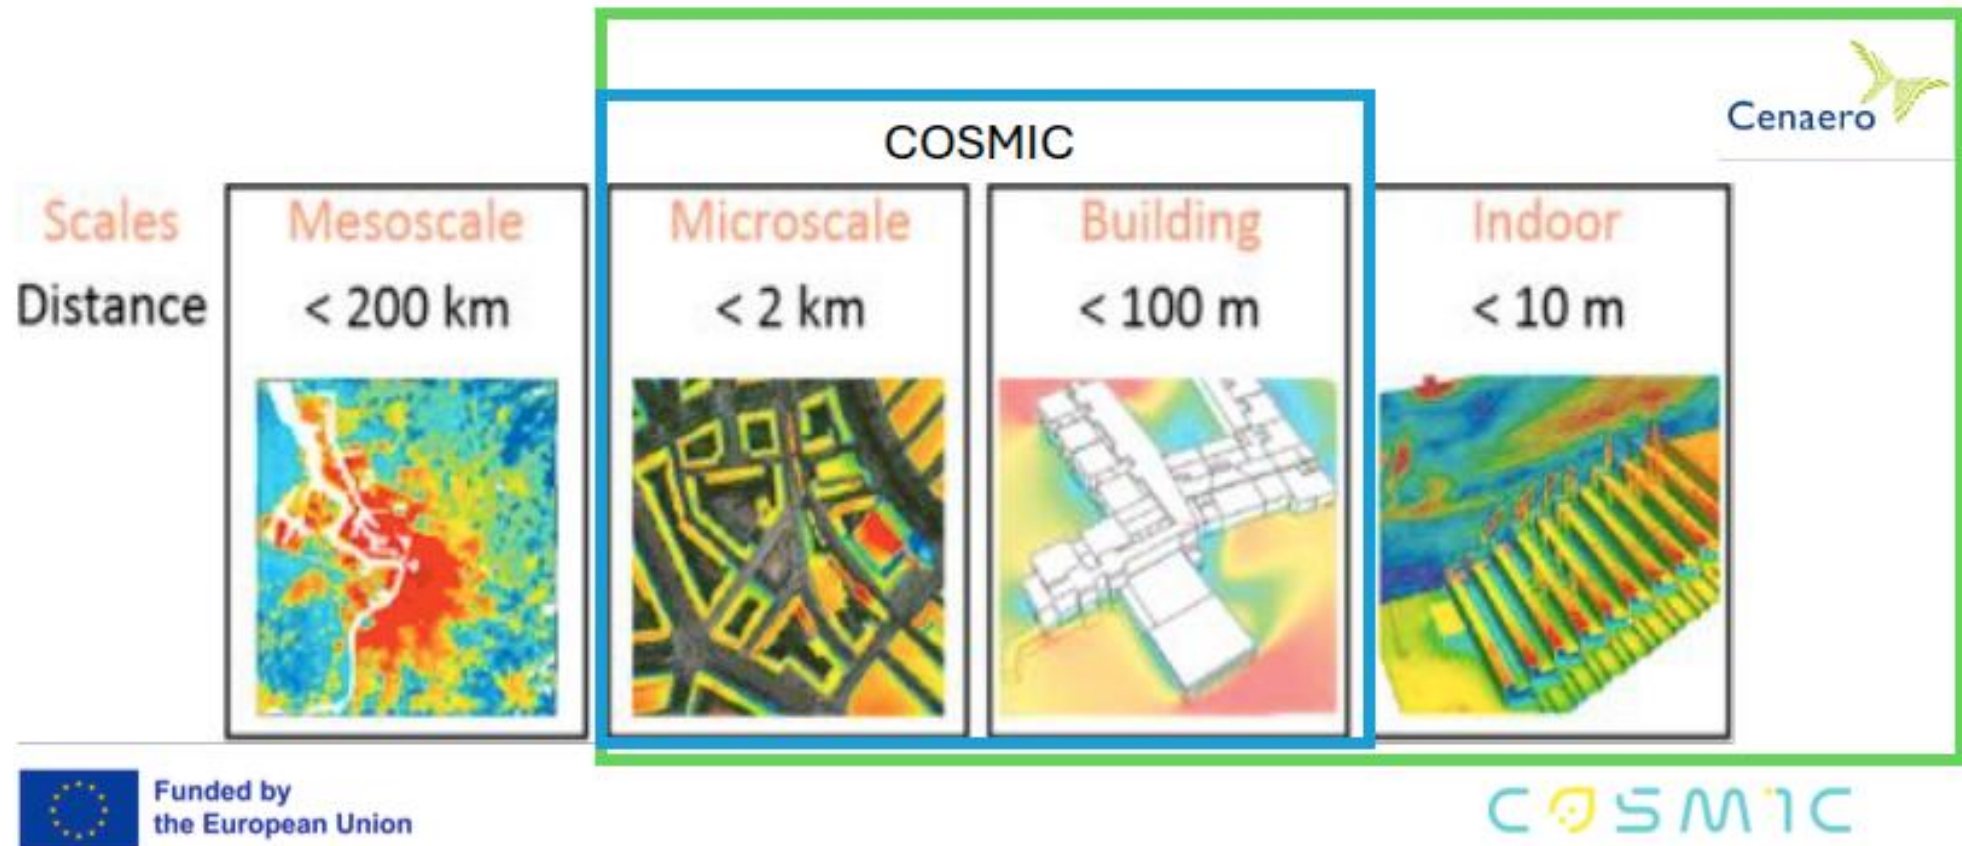 COSMIC
Cenaero
Scales Mesoscale Microscale Building Indoor
Distance < 200 km < 2 km < 100 m < 10 m
Funded by
the European Union
COSMIC